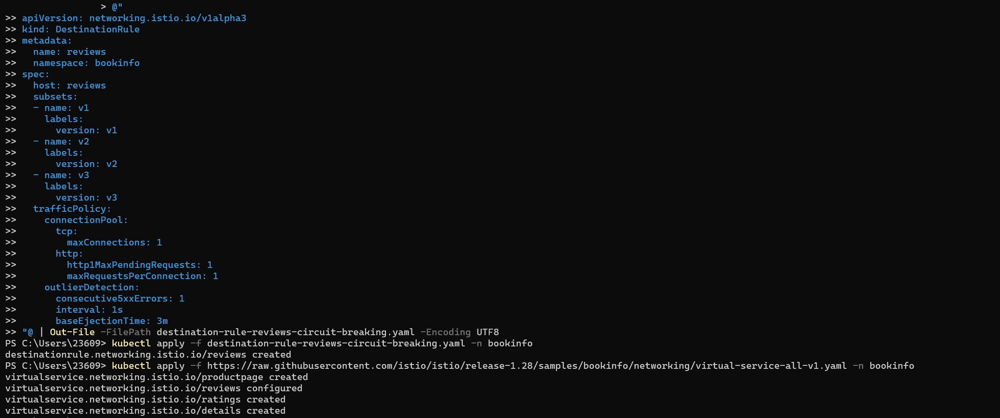 > @"
>> apiVersion: networking.istio.io/v1alpha3
>> kind: DestinationRule
>> metadata:
>>   name: reviews
>>   namespace: bookinfo
>> spec:
>>   host: reviews
>>   subsets:
>>   - name: v1
>>     labels:
>>       version: v1
>>   - name: v2
>>     labels:
>>       version: v2
>>   - name: v3
>>     labels:
>>       version: v3
>>   trafficPolicy:
>>     connectionPool:
>>       tcp:
>>         maxConnections: 1
>>       http:
>>         http1MaxPendingRequests: 1
>>         maxRequestsPerConnection: 1
>>     outlierDetection:
>>       consecutive5xxErrors: 1
>>       interval: 1s
>>       baseEjectionTime: 3m
>> "@ | Out-File -FilePath destination-rule-reviews-circuit-breaking.yaml -Encoding UTF8
PS C:\Users\23609> kubectl apply -f destination-rule-reviews-circuit-breaking.yaml -n bookinfo
destinationrule.networking.istio.io/reviews created
PS C:\Users\23609> kubectl apply -f https://raw.githubusercontent.com/istio/istio/release-1.28/samples/bookinfo/networking/virtual-service-all-v1.yaml -n bookinfo
virtualservice.networking.istio.io/productpage created
virtualservice.networking.istio.io/reviews configured
virtualservice.networking.istio.io/ratings created
virtualservice.networking.istio.io/details created